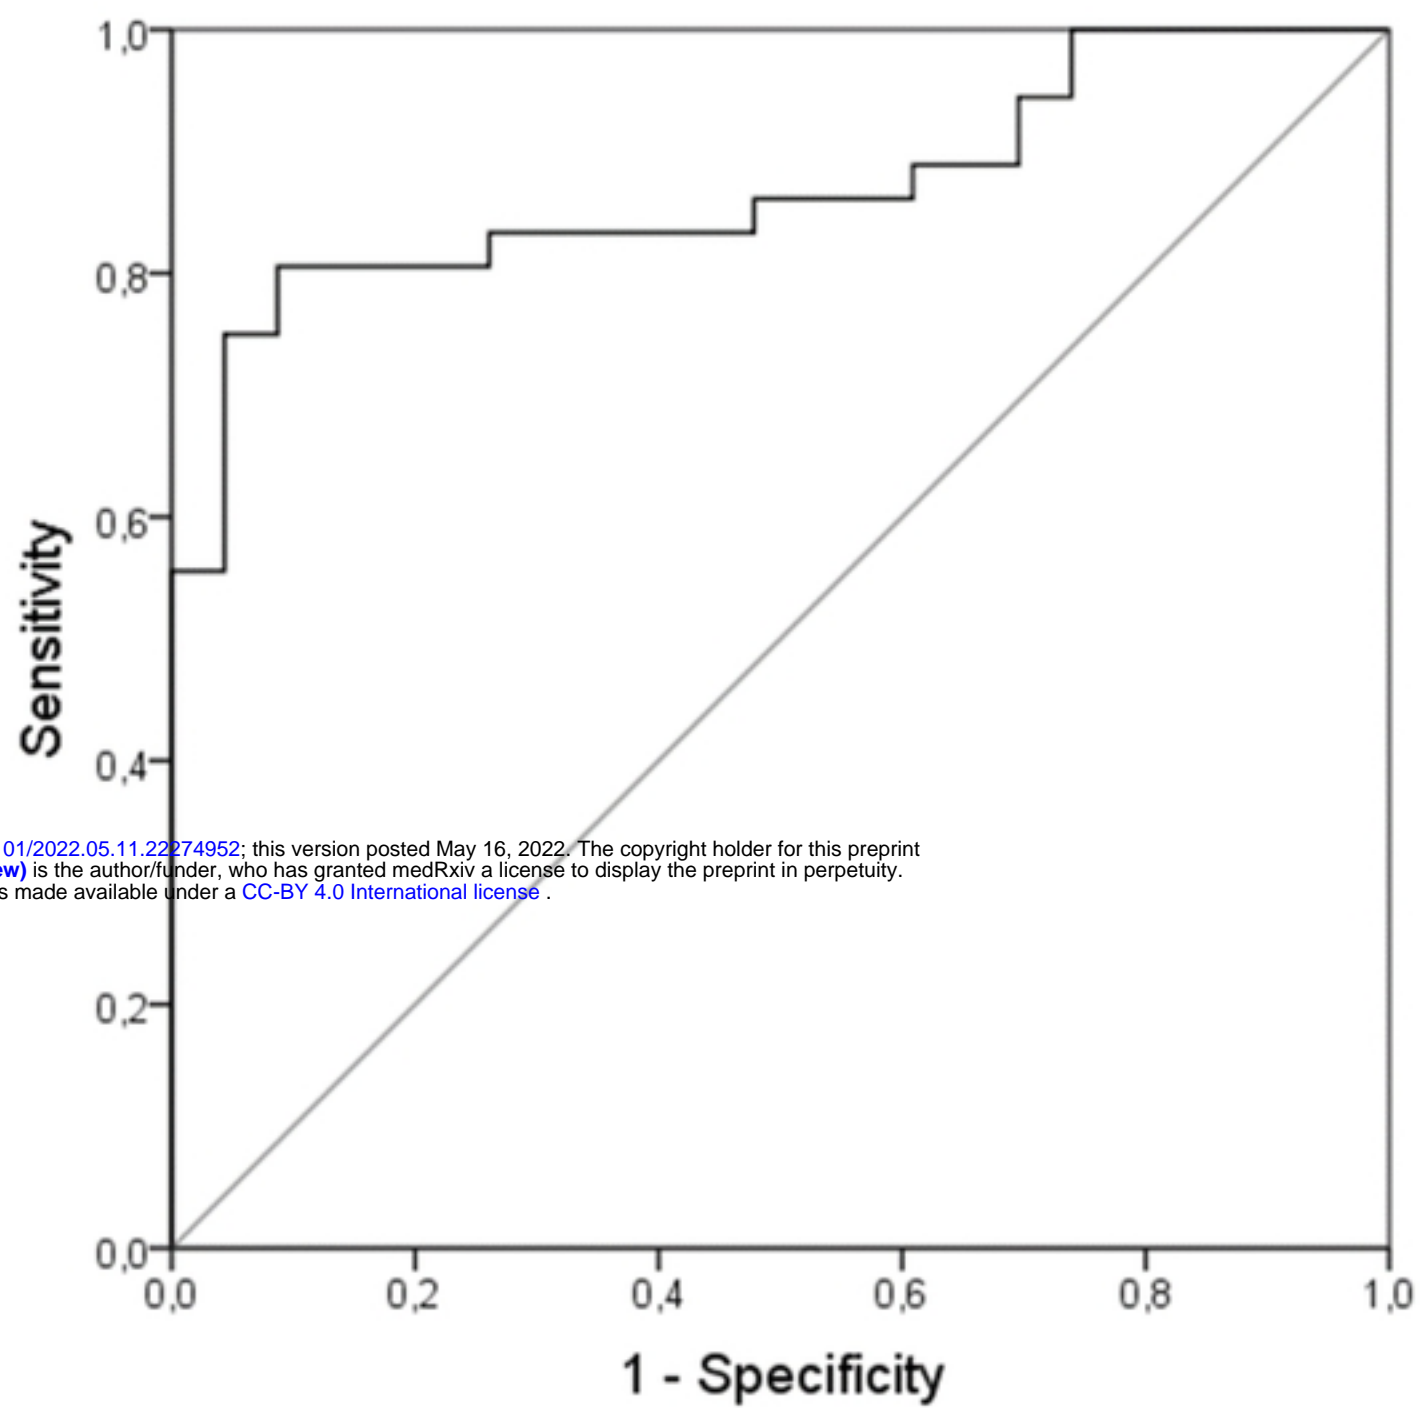 1,0
0,8
0,6
0,4
0,2
0,0
Sensitivity
01/2022.05.11.22274952; this version posted May 16, 2022. The copyright holder for this preprint
ew) is the author/funder, who has granted medRxiv a license to display the preprint in perpetuity.
s made available under a CC-BY 4.0 International license .
0,0 0,2 0,4 0,6 0,8 1,0
1 - Specificity